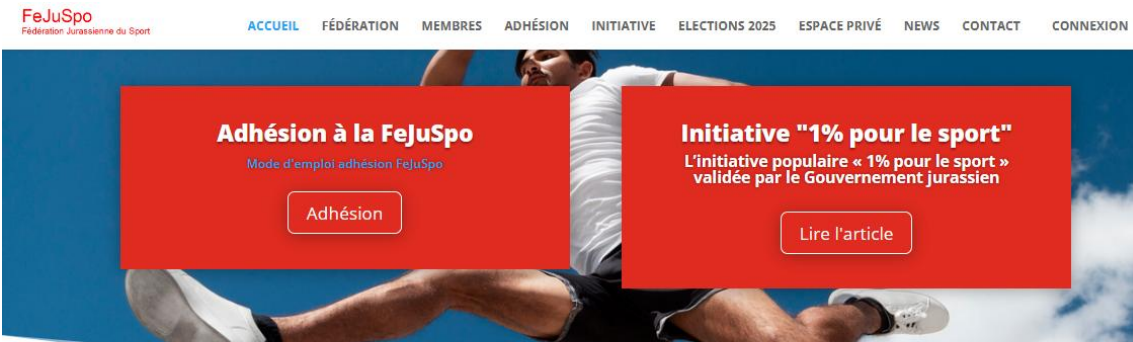 FeJuSpo
Fédération Jurassienne du Sport
ACCUEIL FÉDÉRATION MEMBRES ADHÉSION INITIATIVE ELECTIONS 2025 ESPACE PRIVÉ NEWS CONTACT CONNEXION
Adhésion à la FeJuSpo
Mode d'emploi adhésion FeJuSpo
Adhésion
Initiative "1% pour le sport"
L'initiative populaire « 1% pour le sport »
validée par le Gouvernement jurassien
Lire l'article